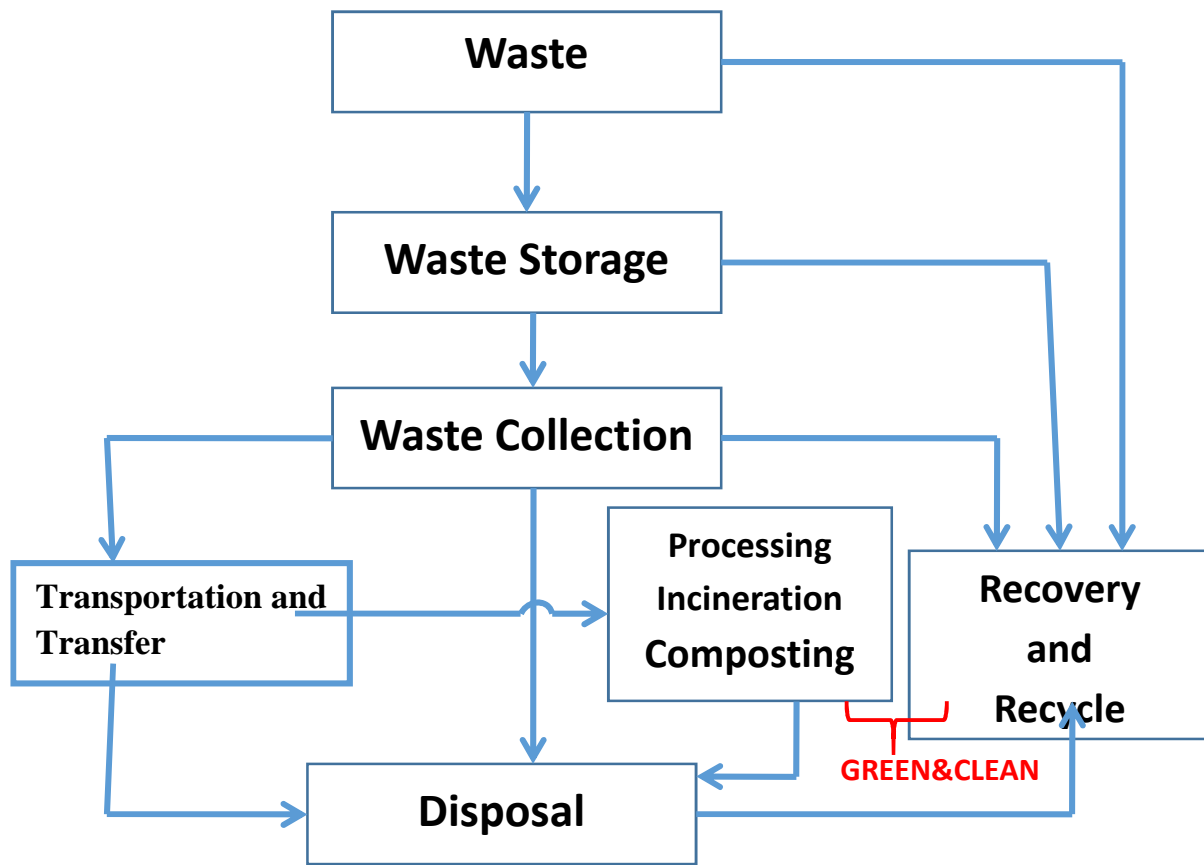 Waste
Waste Storage
Waste Collection
Transportation and
Transfer
Processing
Incineration
Composting
Recovery
and
Recycle
GREEN&CLEAN
Disposal